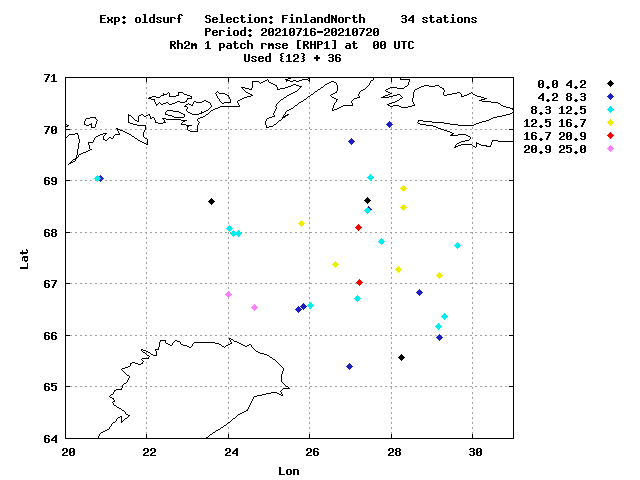 Exp: oldsurf   Selection: FinlandNorth     34 stations
Period: 20210716-20210720
Rh2m 1 patch rmse [RHP1] at  00 UTC
Used {12} + 36
71
70
69
68
67
66
65
64
Lat
20 22 24 26 28 30
Lon
0.0 4.2
4.2 8.3
8.3 12.5
12.5 16.7
16.7 20.9
20.9 25.0